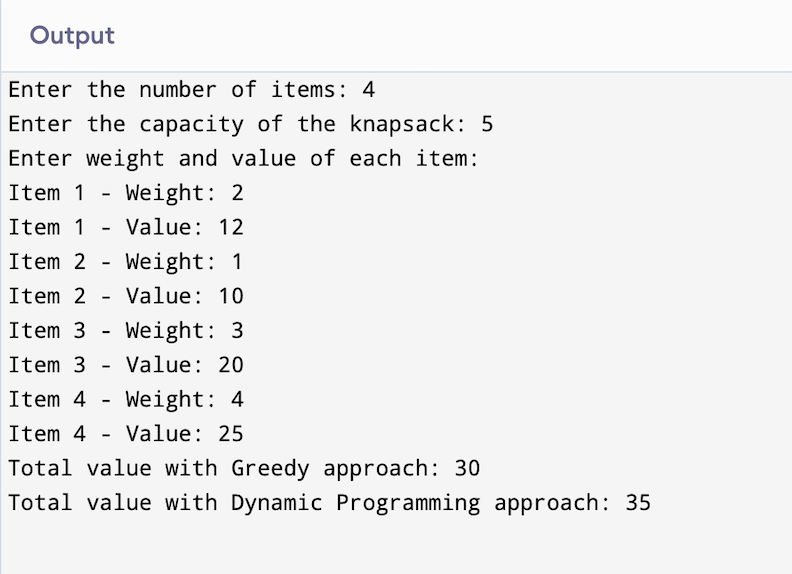 Output
Enter the number of items: 4
Enter the capacity of the knapsack: 5
Enter weight and value of each item:
Item 1 - Weight: 2
Item 1 - Value: 12
Item 2 - Weight: 1
Item 2 - Value: 10
Item 3 - Weight: 3
Item 3 - Value: 20
Item 4 - Weight: 4
Item 4 - Value: 25
Total value with Greedy approach: 30
Total value with Dynamic Programming approach: 35